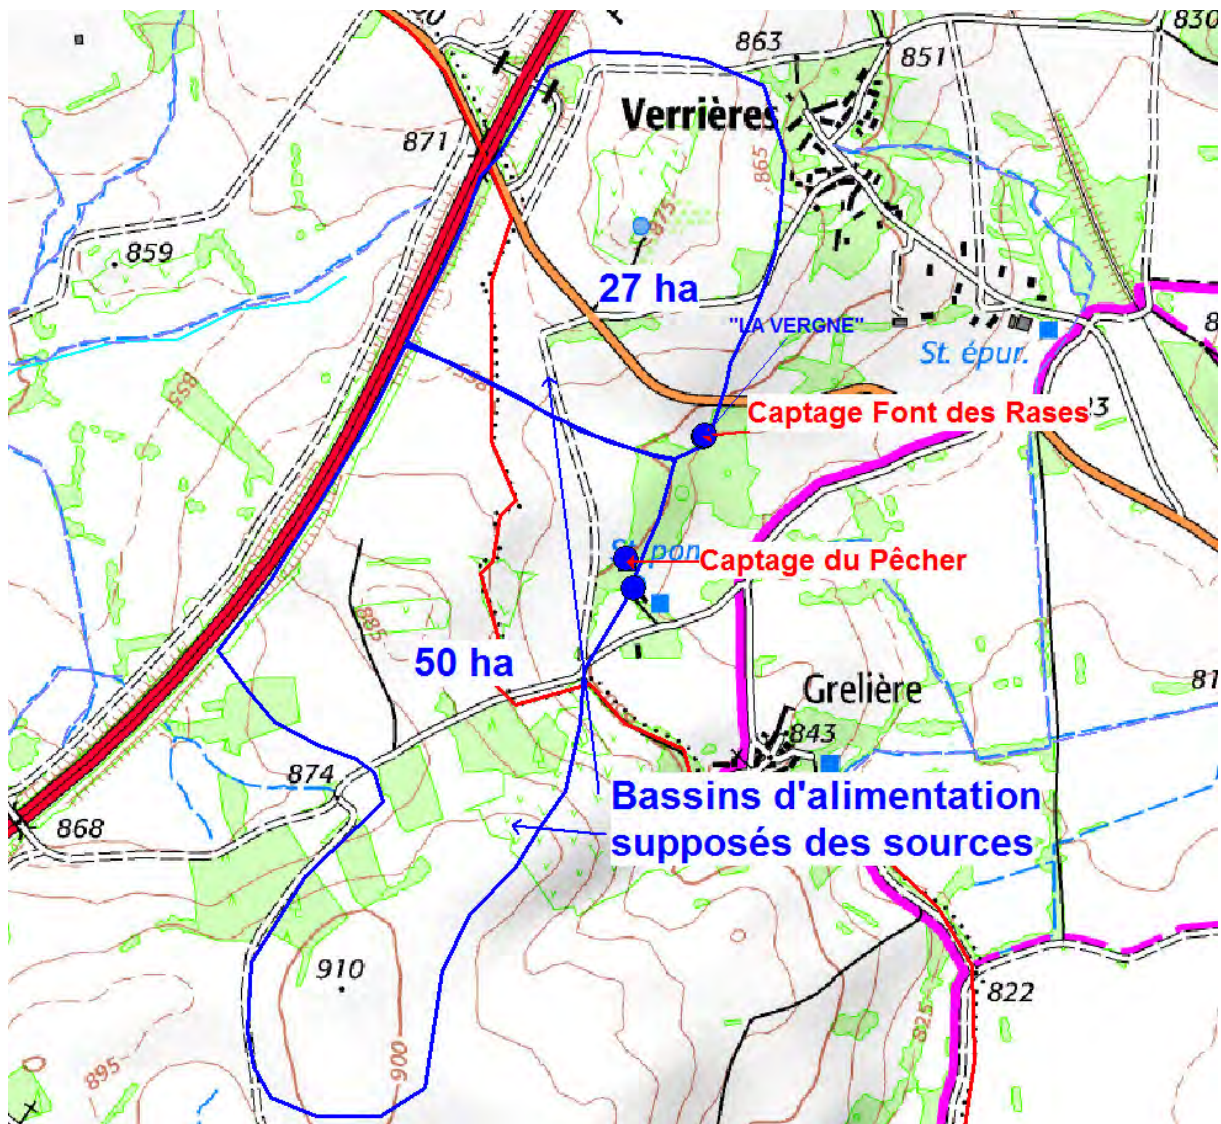 830
863
851
Verrières
871
865
875
859
27 ha
"LA VERGNE"
St. épur.
855
Captage Font des Rases
Captage du Pêcher
885
50 ha
Grelière
843
874
Bassins d'alimentation
supposés des sources
868
910
822
825
900
895